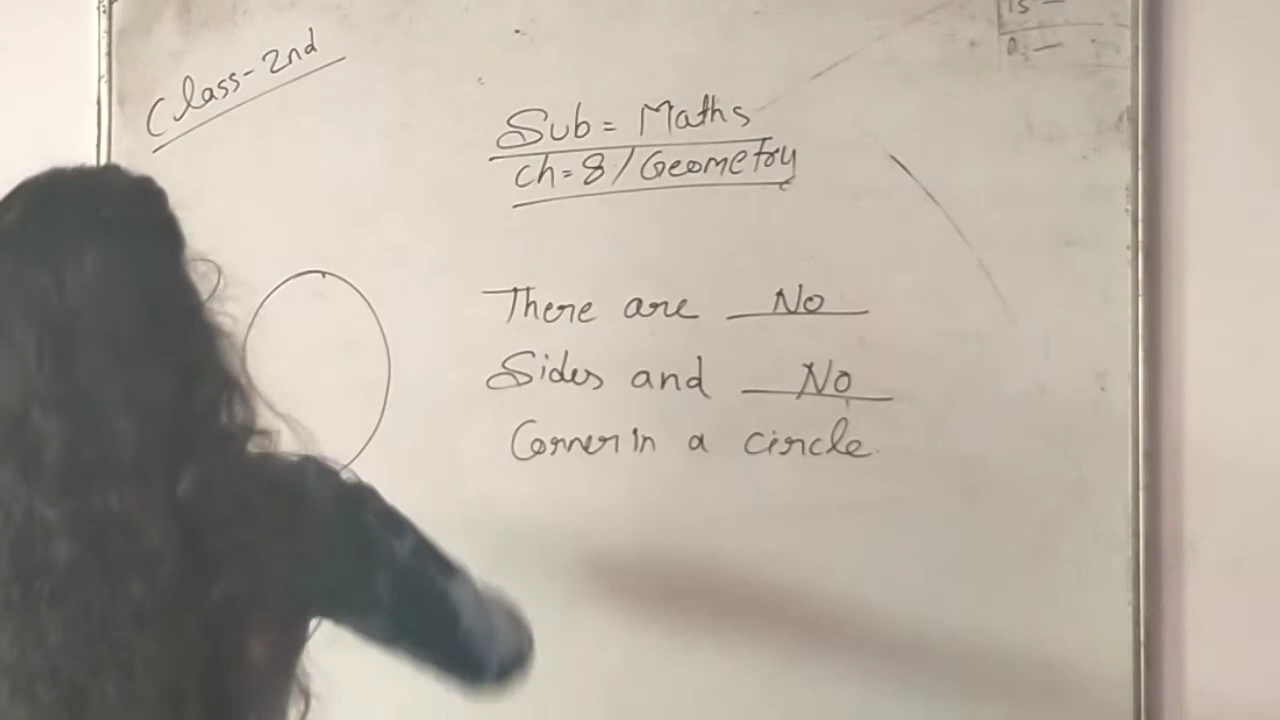 Class-2nd
Sub = Maths
Ch = 8 / Geometry
There are No
Sides and No
Corner in a circle.